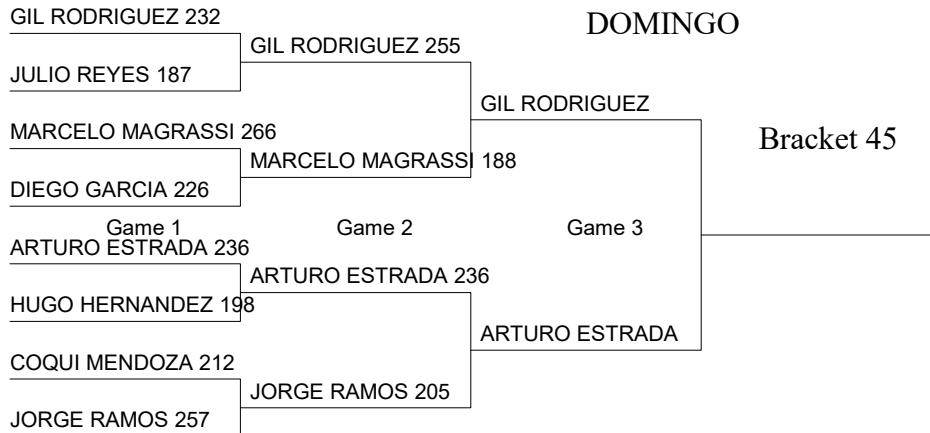 GIL RODRIGUEZ 232
DOMINGO
GIL RODRIGUEZ 255
JULIO REYES 187
GIL RODRIGUEZ
MARCELO MAGRASSI 266
Bracket 45
MARCELO MAGRASSI 188
DIEGO GARCIA 226
Game 1
Game 2
Game 3
ARTURO ESTRADA 236
ARTURO ESTRADA 236
HUGO HERNANDEZ 198
ARTURO ESTRADA
COQUI MENDOZA 212
JORGE RAMOS 205
JORGE RAMOS 257